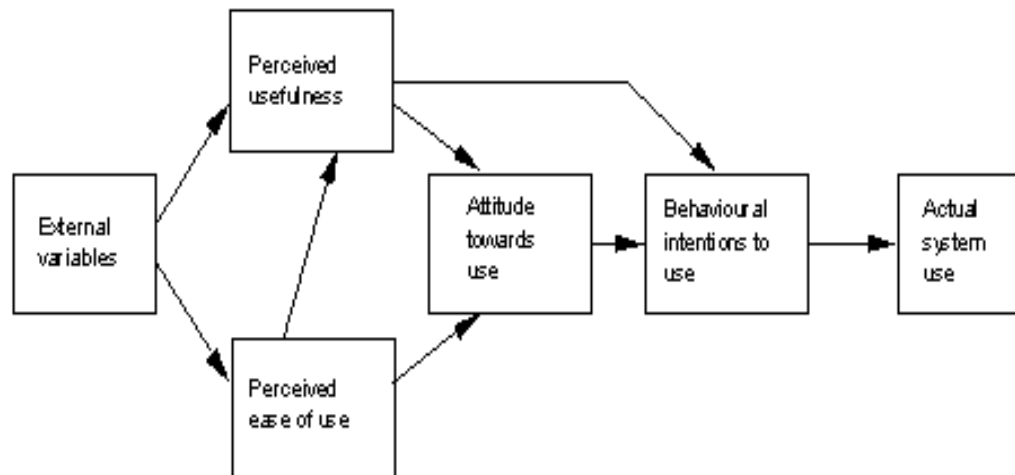 Perceived
usefulness
External
variables
Perceived
ease of use
Attitude
towards
use
Behavioural
intentions to
use
Actual
system
use